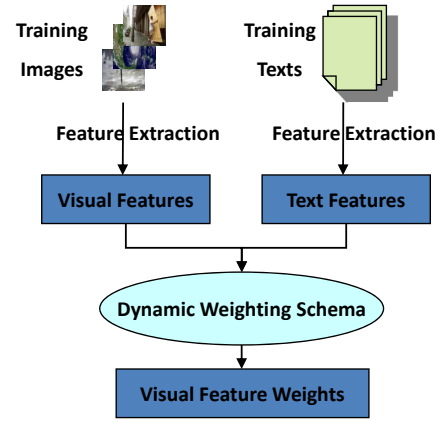 Training
Images
Training
Texts
Feature Extraction
Feature Extraction
Visual Features
Text Features
Dynamic Weighting Schema
Visual Feature Weights